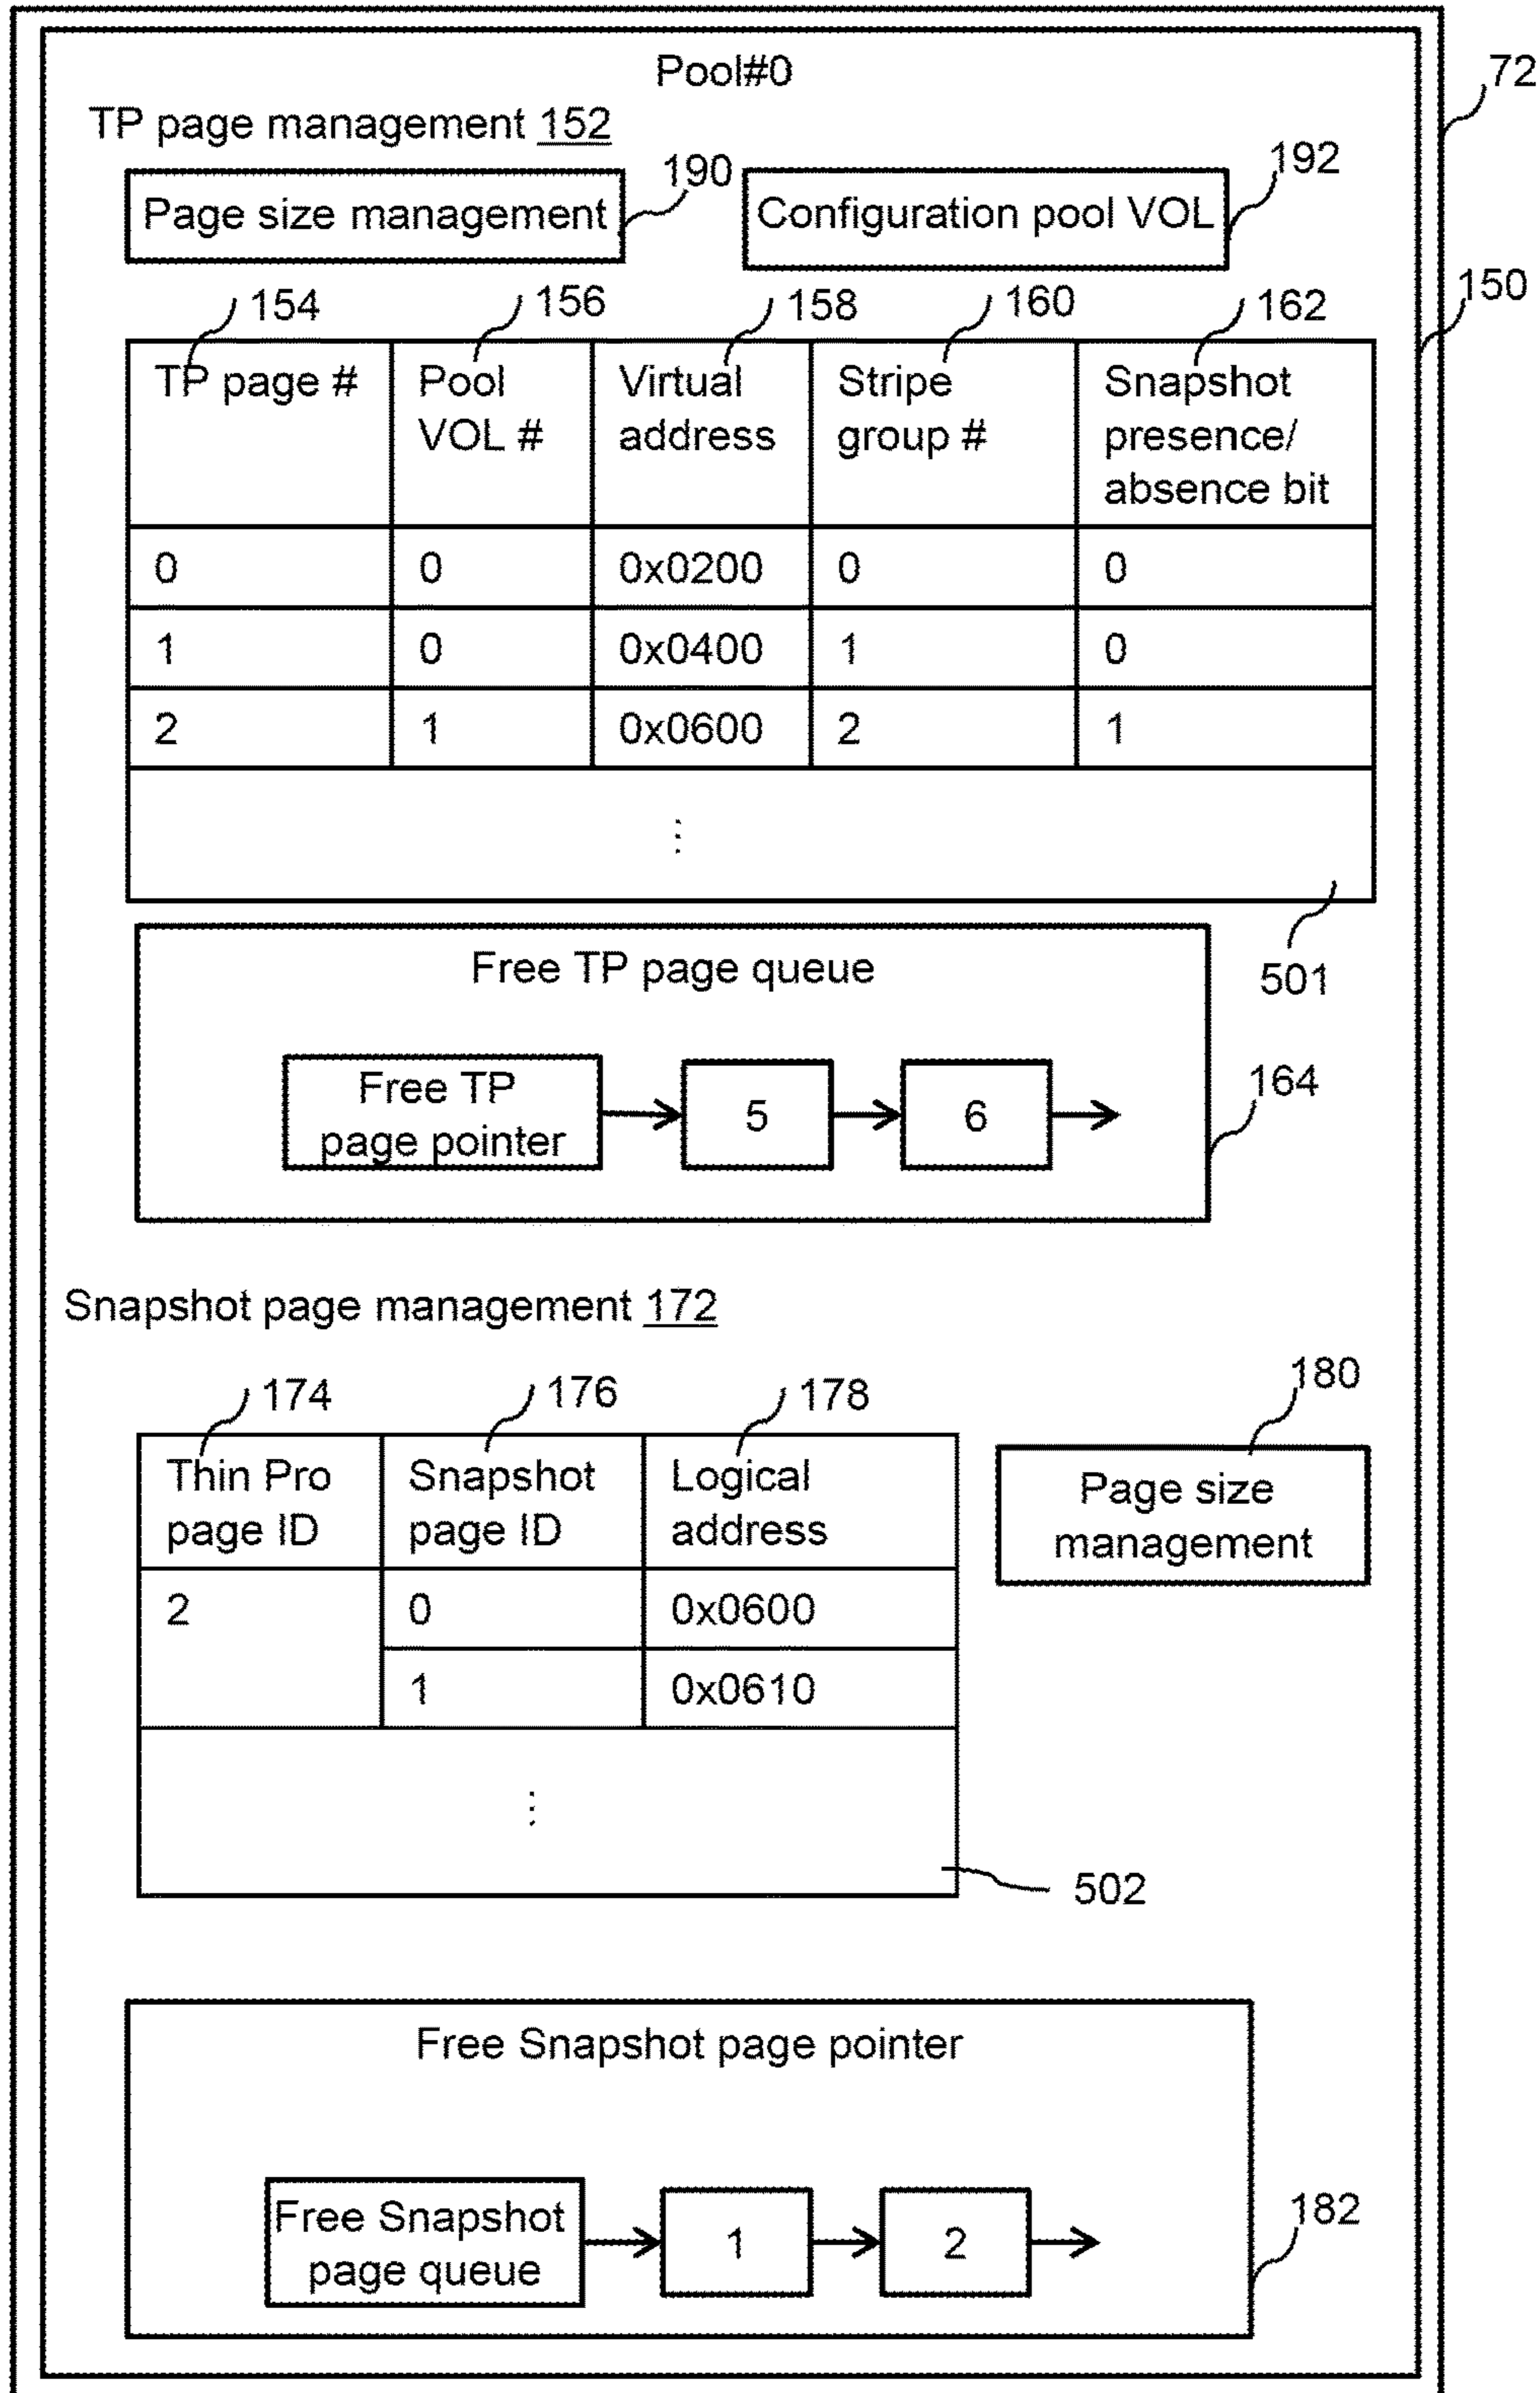 Pool#0
72
TP page management 152
190
192
Page size management
Configuration pool VOL
150
154
156
158
160
162
TP page #
Pool
VOL #
Virtual
address
Stripe
group #
Snapshot
presence/
absence bit
0 0 0x0200 0 0
1 0 0x0400 1 0
2 1 0x0600 2 1
⋮
501
Free TP page queue
Free TP
page pointer
5
6
164
Snapshot page management 172
174
176
178
180
Thin Pro
page ID
Snapshot
page ID
Logical
address
Page size
management
2 0 0x0600
1 0x0610
⋮
502
Free Snapshot page pointer
Free Snapshot
page queue
1
2
182